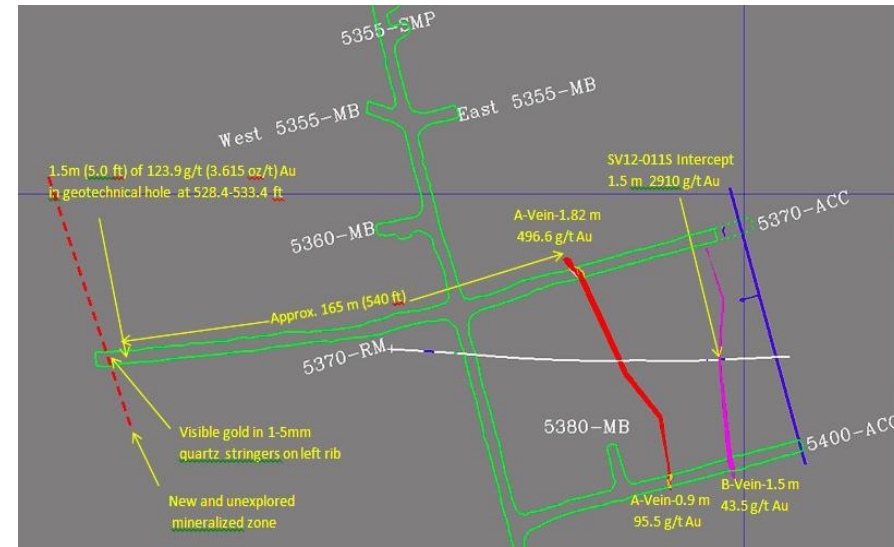 5355-SMP
West 5355-MB
East 5355-MB
1.5m (5.0 ft) of 123.9 g/t (3.615 oz/t) Au
in geotechnical hole at 528.4-533.4 ft
SV12-011S Intercept
1.5 m 2910 g/t Au
A-Vein-1.82 m
496.6 g/t Au
5370-ACC
5360-MB
Approx. 165 m (540 ft)
5370-RM
Visible gold in 1-5mm
quartz stringers on left rib
5380-MB
5400-ACC
New and unexplored
mineralized zone
A-Vein-0.9 m
95.5 g/t Au
B-Vein-1.5 m
43.5 g/t Au